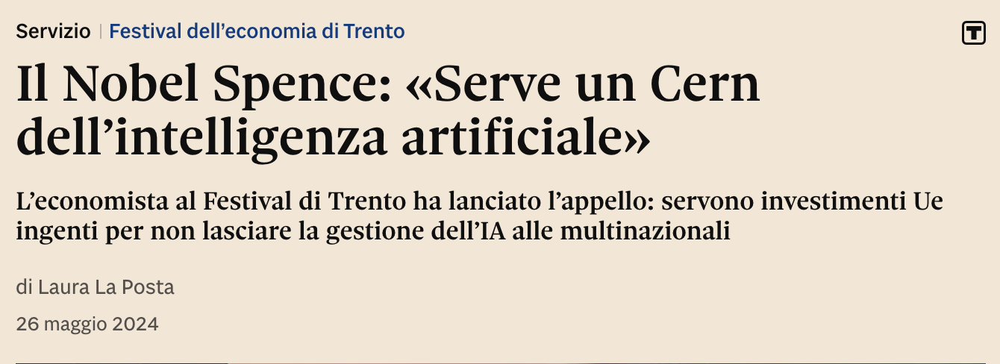 Servizio | Festival dell’economia di Trento
T
Il Nobel Spence: «Serve un Cern
dell’intelligenza artificiale»
L’economista al Festival di Trento ha lanciato l’appello: servono investimenti Ue
ingenti per non lasciare la gestione dell’IA alle multinazionali
di Laura La Posta
26 maggio 2024